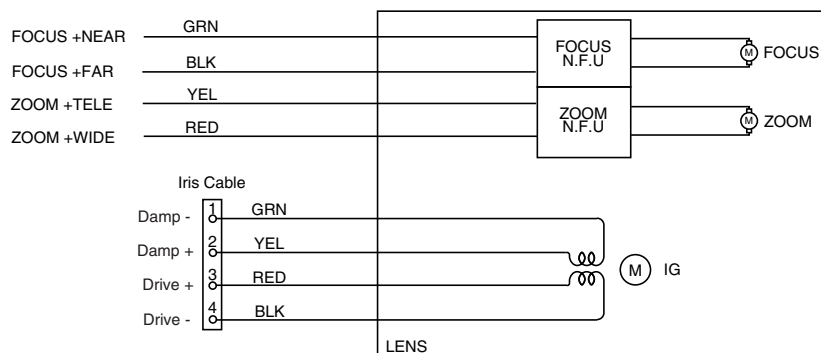 FOCUS +NEAR GRN
FOCUS +FAR BLK
ZOOM +TELE YEL
ZOOM +WIDE RED
FOCUS
N.F.U
M FOCUS
ZOOM
N.F.U
M ZOOM
Iris Cable
Damp - 1 GRN
Damp + 2 YEL
Drive + 3 RED
Drive - 4 BLK
M IG
LENS